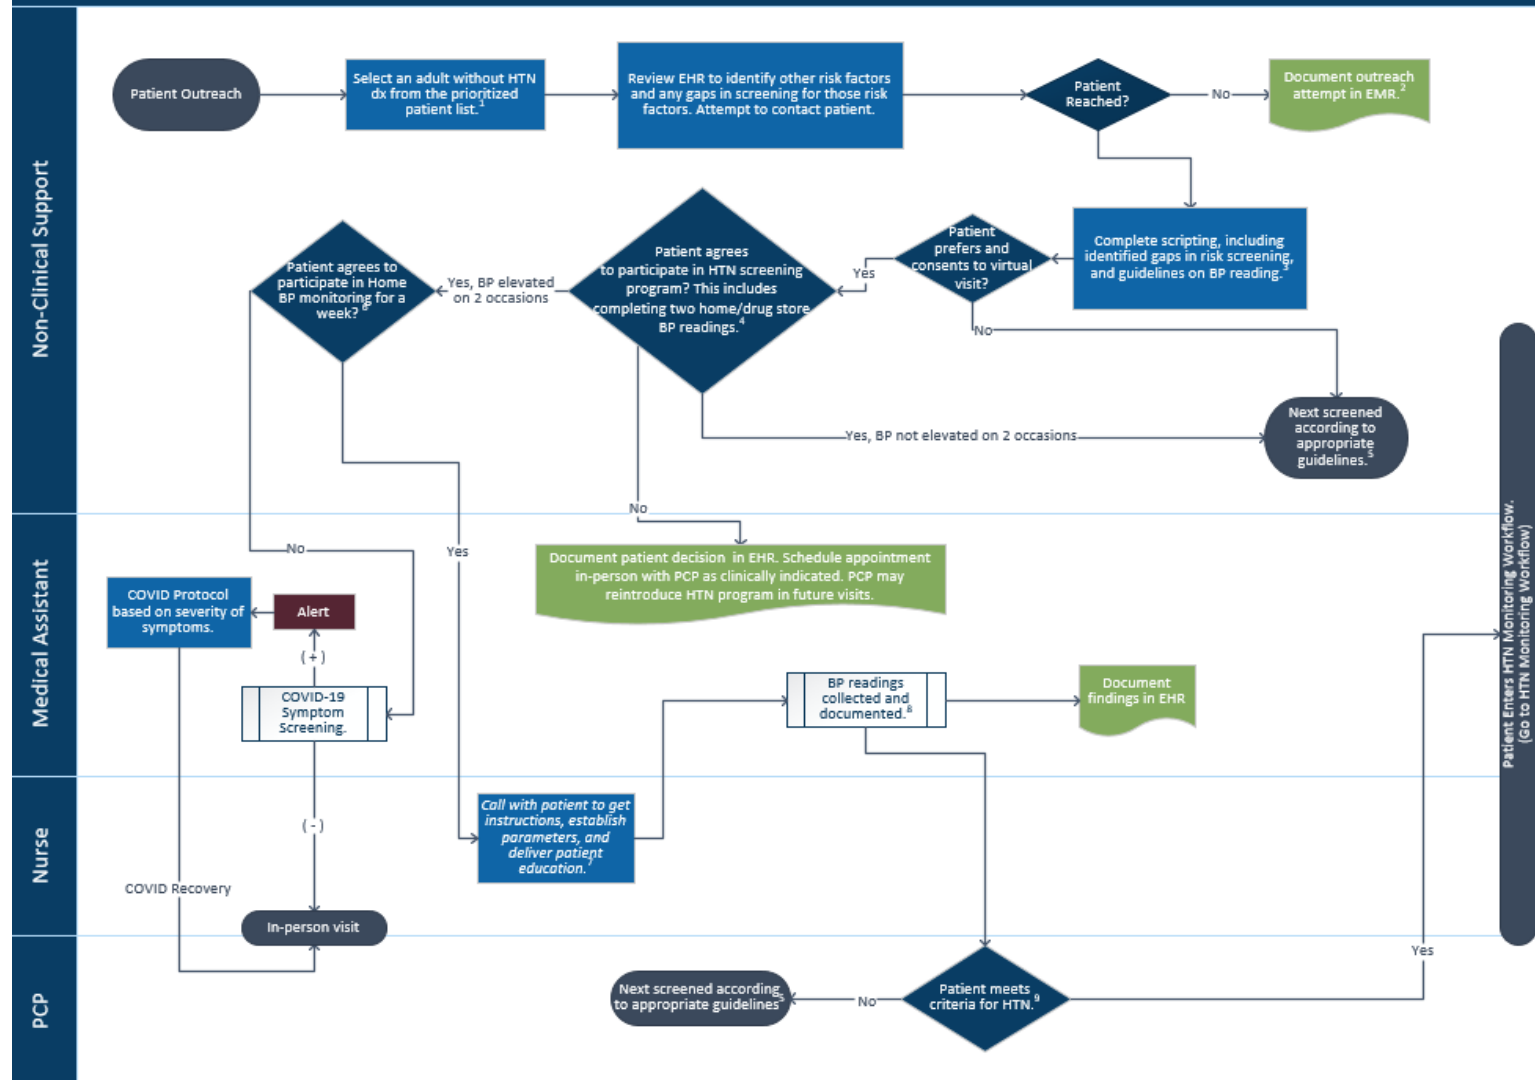 Non-Clinical Support
Patient Outreach
Select an adult without HTN
dx from the prioritized
patient list.1
Review EHR to identify other risk factors
and any gaps in screening for those risk
factors. Attempt to contact patient.
Patient
Reached?
No
Document outreach
attempt in EMR.2
Patient agrees to
participate in Home
BP monitoring for a
week? 6
Yes, BP elevated
on 2 occasions
Patient agrees
to participate in HTN screening
program? This includes
completing two home/drug store
BP readings.4
Yes
Patient
prefers and
consents to virtual
visit?
Complete scripting, including
identified gaps in risk screening,
and guidelines on BP reading.3
No
Yes, BP not elevated on 2 occasions
Next screened
according to
appropriate
guidelines.5
No
Medical Assistant
No
Yes
Document patient decision in EHR. Schedule appointment
in-person with PCP as clinically indicated. PCP may
reintroduce HTN program in future visits.
COVID Protocol
based on severity of
symptoms.
Alert
( + )
COVID-19
Symptom
Screening.
BP readings
collected and
documented.8
Document
findings in EHR
Patient Enters HTN Monitoring Workflow.
(Go to HTN Monitoring Workflow)
Nurse
( - )
Call with patient to get
instructions, establish
parameters, and
deliver patient
education.7
COVID Recovery
In-person visit
PCP
Next screened according
to appropriate guidelines5
No
Patient meets
criteria for HTN.9
Yes